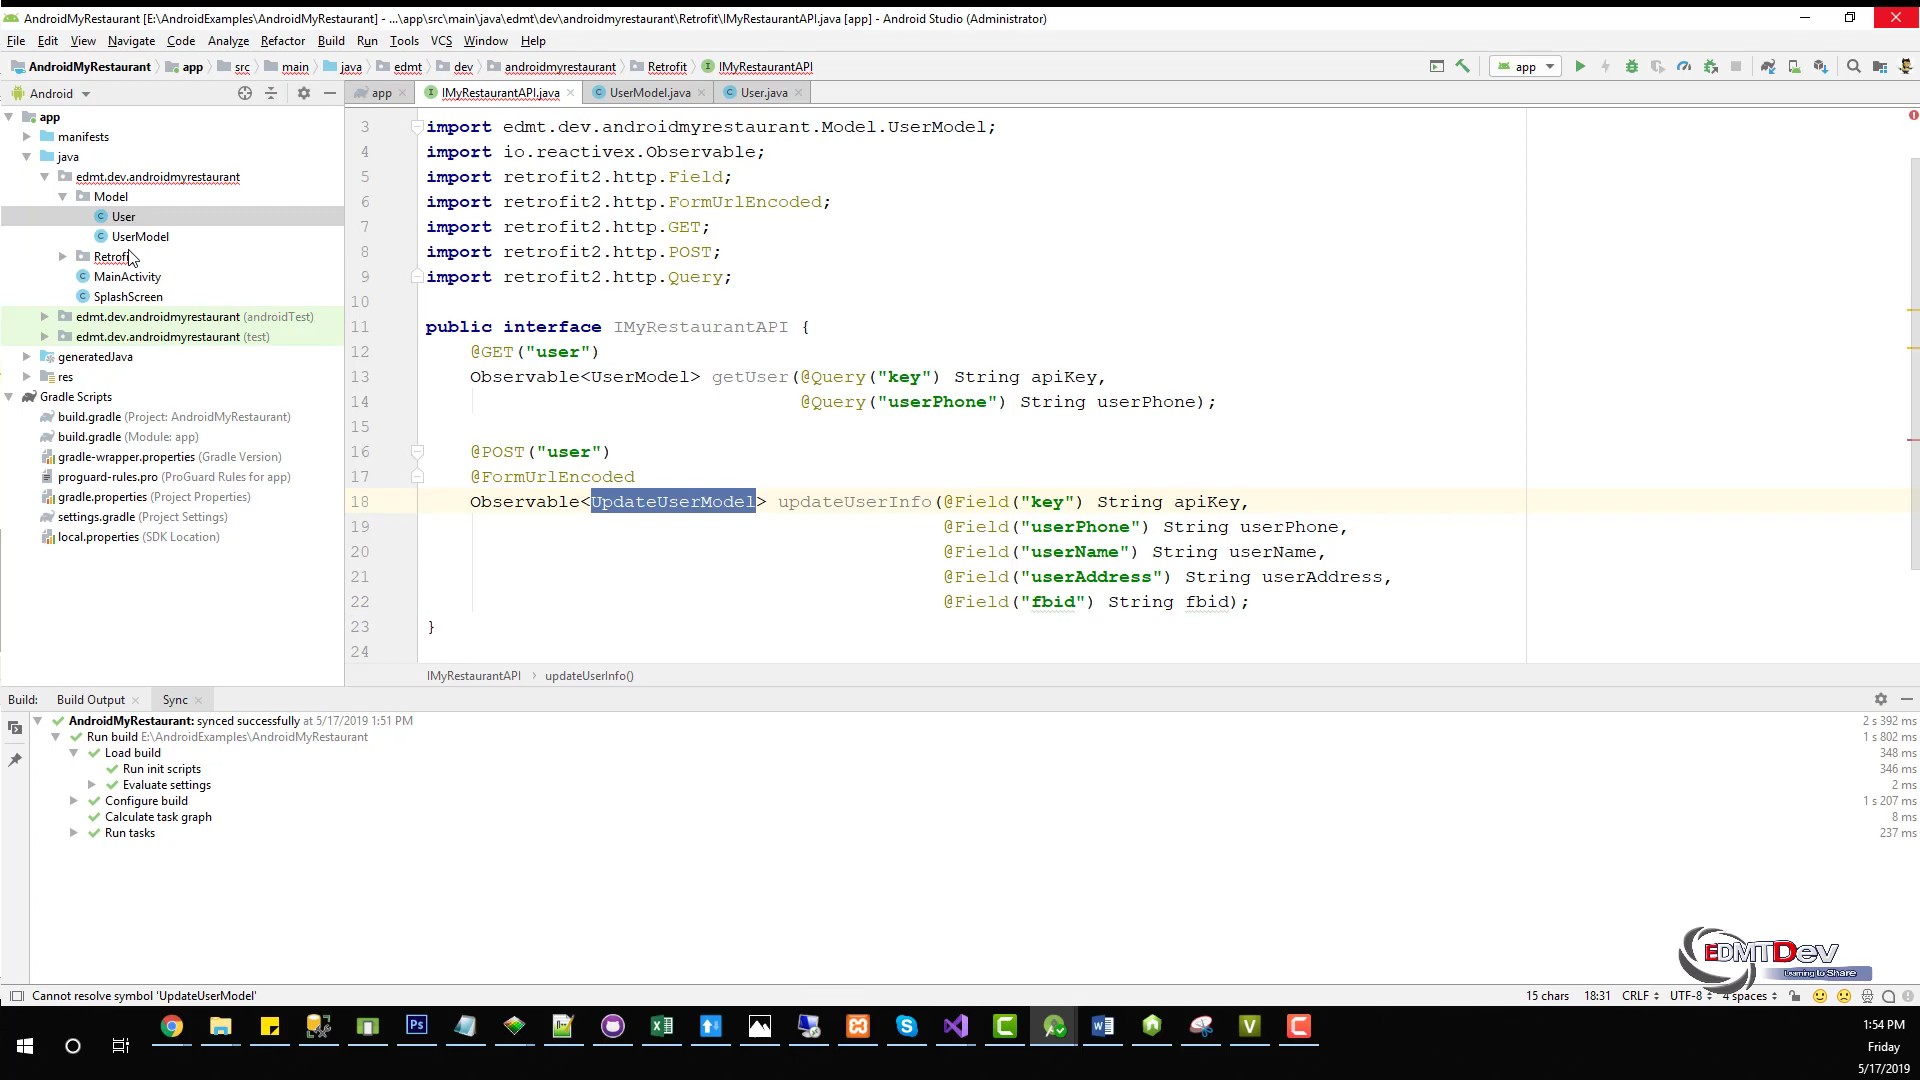 AndroidMyRestaurant [E:\AndroidExamples\AndroidMyRestaurant] - ...\app\src\main\java\edmt\dev\androidmyrestaurant\Retrofit\IMyRestaurantAPI.java [app] - Android Studio (Administrator)
File Edit View Navigate Code Analyze Refactor Build Run Tools VCS Window Help
AndroidMyRestaurant app src main java edmt dev androidmyrestaurant Retrofit IMyRestaurantAPI app
Android app IMyRestaurantAPI.java UserModel.java User.java
app
manifests
java
edmt.dev.androidmyrestaurant
Model
User
UserModel
Retrofit
MainActivity
SplashScreen
edmt.dev.androidmyrestaurant (androidTest)
edmt.dev.androidmyrestaurant (test)
generatedJava
res
Gradle Scripts
build.gradle (Project: AndroidMyRestaurant)
build.gradle (Module: app)
gradle-wrapper.properties (Gradle Version)
proguard-rules.pro (ProGuard Rules for app)
gradle.properties (Project Properties)
settings.gradle (Project Settings)
local.properties (SDK Location)
3 import edmt.dev.androidmyrestaurant.Model.UserModel;
4 import io.reactivex.Observable;
5 import retrofit2.http.Field;
6 import retrofit2.http.FormUrlEncoded;
7 import retrofit2.http.GET;
8 import retrofit2.http.POST;
9 import retrofit2.http.Query;
10
11 public interface IMyRestaurantAPI {
12 @GET("user")
13 Observable<UserModel> getUser(@Query("key") String apiKey,
14 @Query("userPhone") String userPhone);
15
16 @POST("user")
17 @FormUrlEncoded
18 Observable<UpdateUserModel> updateUserInfo(@Field("key") String apiKey,
19 @Field("userPhone") String userPhone,
20 @Field("userName") String userName,
21 @Field("userAddress") String userAddress,
22 @Field("fbid") String fbid);
23 }
24
IMyRestaurantAPI updateUserInfo()
Build: Build Output Sync
AndroidMyRestaurant: synced successfully at 5/17/2019 1:51 PM 2 s 392 ms
Run build E:\AndroidExamples\AndroidMyRestaurant 1 s 802 ms
Load build 348 ms
Run init scripts 346 ms
Evaluate settings 2 ms
Configure build 1 s 207 ms
Calculate task graph 8 ms
Run tasks 237 ms
EDMTDev
Learning to Share
Cannot resolve symbol 'UpdateUserModel' 15 chars 18:31 CRLF UTF-8 4 spaces
1:54 PM
Friday
5/17/2019